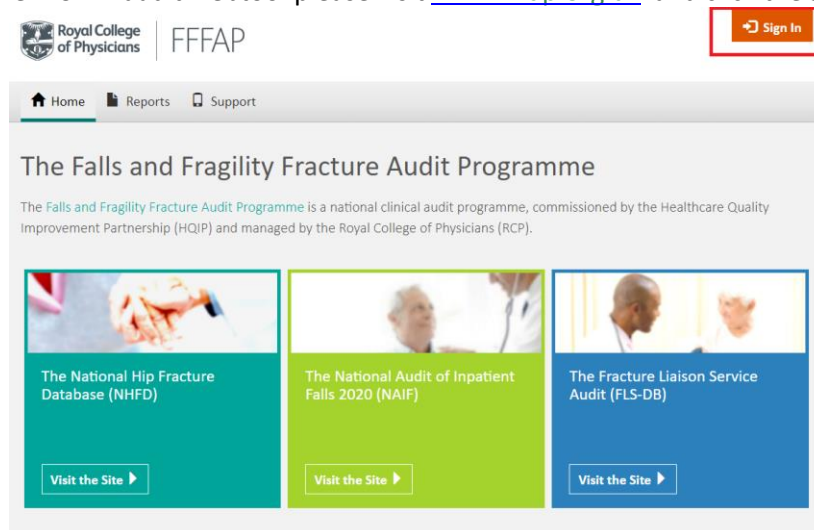 Royal College
of Physicians
FFFAP
Sign In
Home Reports Support
The Falls and Fragility Fracture Audit Programme
The Falls and Fragility Fracture Audit Programme is a national clinical audit programme, commissioned by the Healthcare Quality
Improvement Partnership (HQIP) and managed by the Royal College of Physicians (RCP).
The National Hip Fracture
Database (NHFD)
Visit the Site
The National Audit of Inpatient
Falls 2020 (NAIF)
Visit the Site
The Fracture Liaison Service
Audit (FLS-DB)
Visit the Site